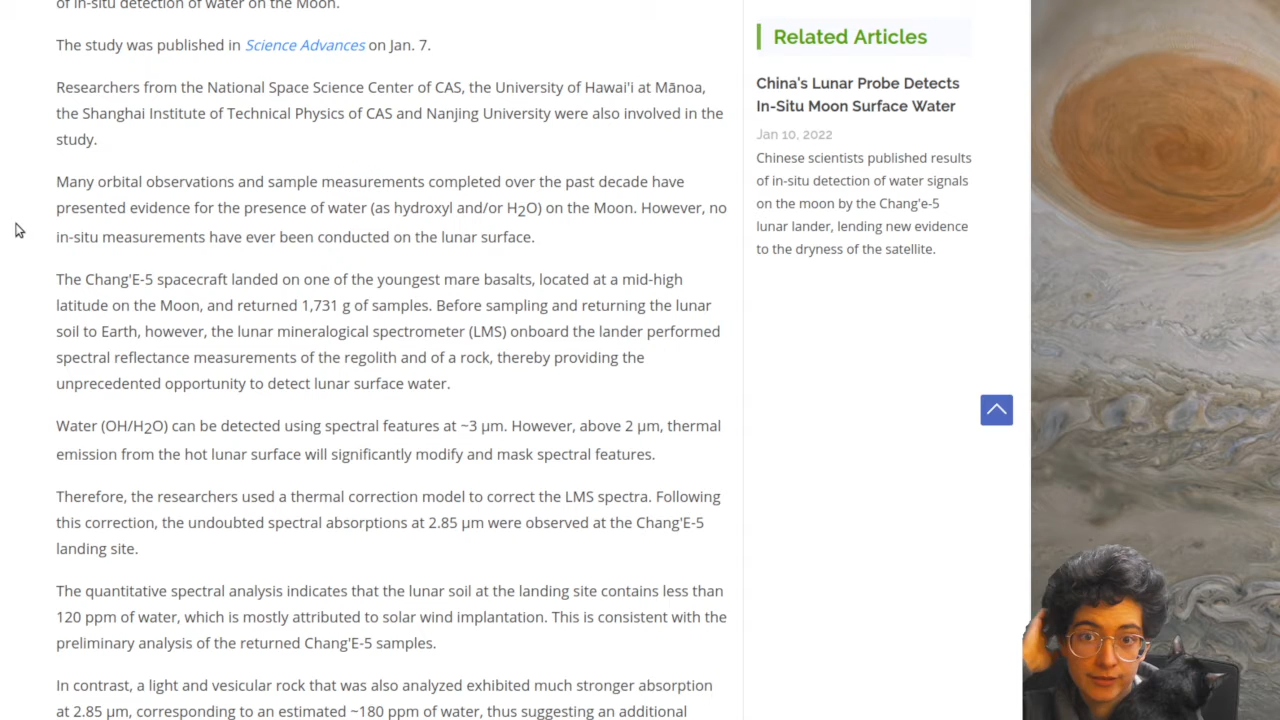 of in-situ detection of water on the Moon.
The study was published in Science Advances on Jan. 7.
Researchers from the National Space Science Center of CAS, the University of Hawai'i at Mānoa,
the Shanghai Institute of Technical Physics of CAS and Nanjing University were also involved in the
study.
Many orbital observations and sample measurements completed over the past decade have
presented evidence for the presence of water (as hydroxyl and/or H2O) on the Moon. However, no
in-situ measurements have ever been conducted on the lunar surface.
The Chang'E-5 spacecraft landed on one of the youngest mare basalts, located at a mid-high
latitude on the Moon, and returned 1,731 g of samples. Before sampling and returning the lunar
soil to Earth, however, the lunar mineralogical spectrometer (LMS) onboard the lander performed
spectral reflectance measurements of the regolith and of a rock, thereby providing the
unprecedented opportunity to detect lunar surface water.
Water (OH/H2O) can be detected using spectral features at ~3 μm. However, above 2 μm, thermal
emission from the hot lunar surface will significantly modify and mask spectral features.
Therefore, the researchers used a thermal correction model to correct the LMS spectra. Following
this correction, the undoubted spectral absorptions at 2.85 μm were observed at the Chang'E-5
landing site.
The quantitative spectral analysis indicates that the lunar soil at the landing site contains less than
120 ppm of water, which is mostly attributed to solar wind implantation. This is consistent with the
preliminary analysis of the returned Chang'E-5 samples.
In contrast, a light and vesicular rock that was also analyzed exhibited much stronger absorption
at 2.85 μm, corresponding to an estimated ~180 ppm of water, thus suggesting an additional
Related Articles
China's Lunar Probe Detects
In-Situ Moon Surface Water
Jan 10, 2022
Chinese scientists published results
of in-situ detection of water signals
on the moon by the Chang'e-5
lunar lander, lending new evidence
to the dryness of the satellite.